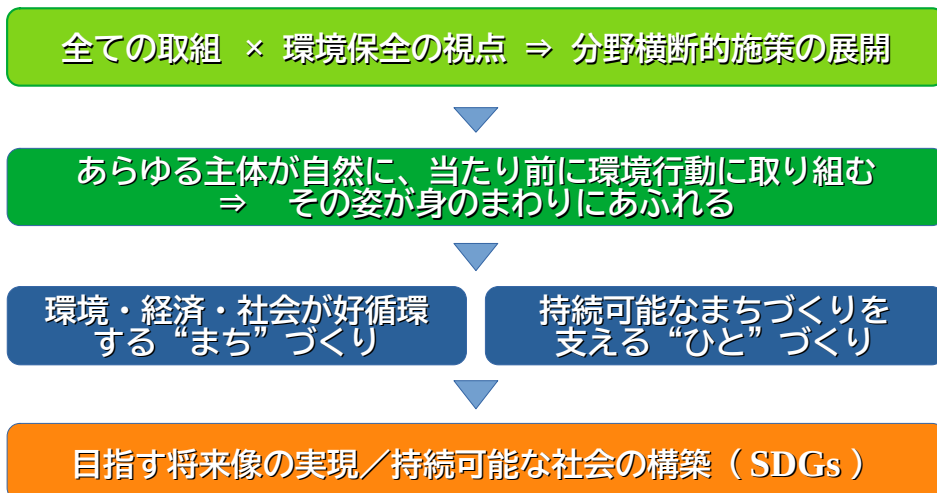 全ての取組 × 環境保全の視点 ⇒ 分野横断的施策の展開
あらゆる主体が自然に、当たり前に環境行動に取り組む
⇒ その姿が身のまわりにあふれる
環境・経済・社会が好循環
する“まち”づくり
持続可能なまちづくりを
支える“ひと”づくり
目指す将来像の実現／持続可能な社会の構築（SDGs）